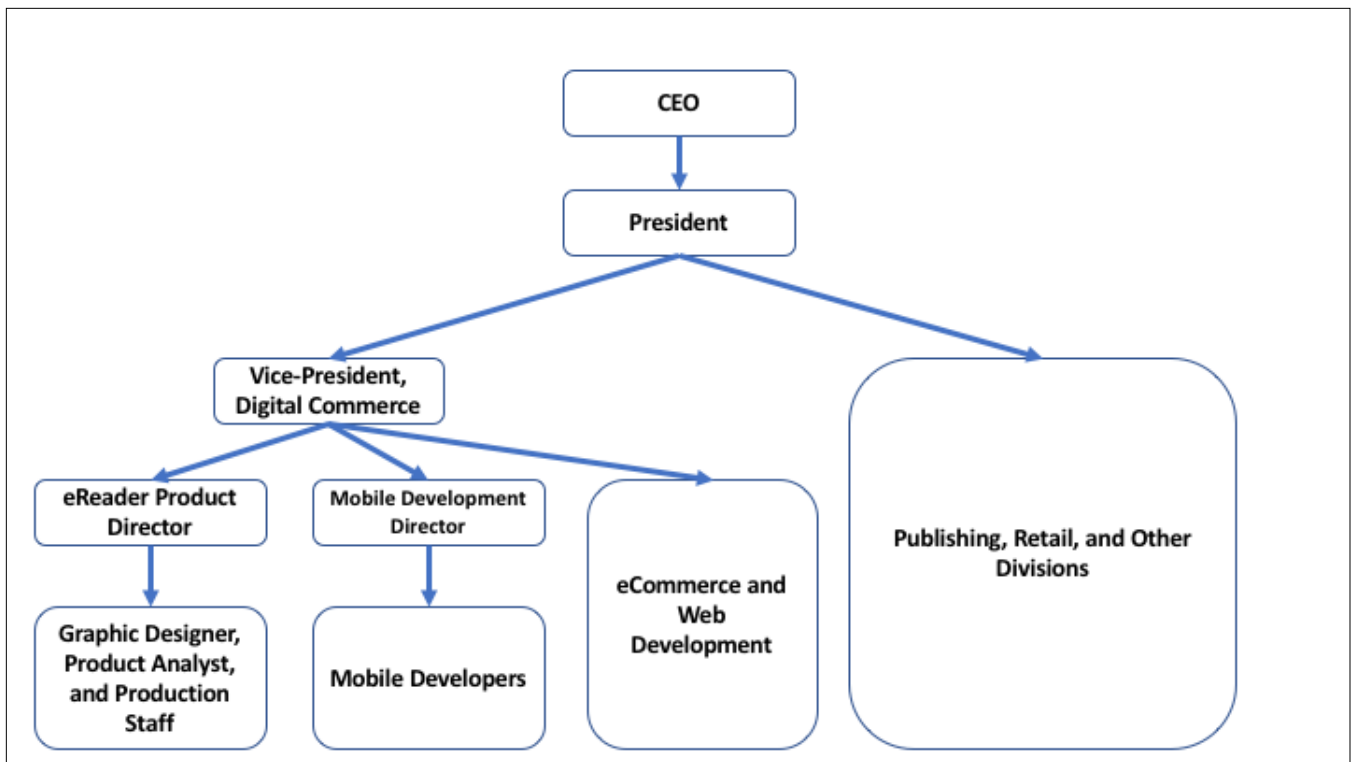 CEO
President
Vice-President,
Digital Commerce
eReader Product
Director
Mobile Development
Director
eCommerce and
Web
Development
Publishing, Retail, and Other
Divisions
Graphic Designer,
Product Analyst,
and Production
Staff
Mobile Developers